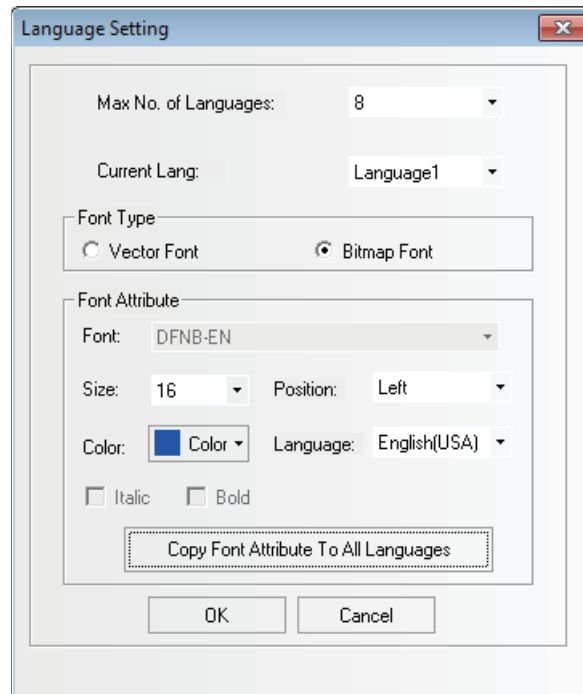 Language Setting
Max No. of Languages: 8
Current Lang: Language1
Font Type
Vector Font Bitmap Font
Font Attribute
Font: DFNB-EN
Size: 16 Position: Left
Color: Color Language: English(USA)
Italic Bold
Copy Font Attribute To All Languages
OK Cancel